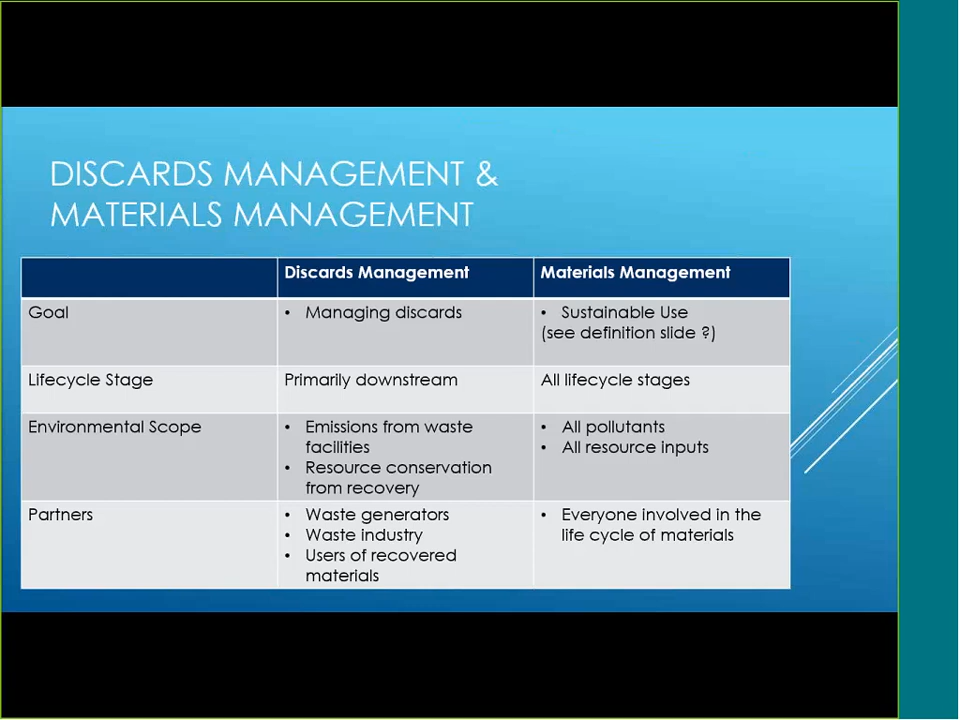 DISCARDS MANAGEMENT &
MATERIALS MANAGEMENT
Discards Management
Materials Management
Goal
• Managing discards
• Sustainable Use
(see definition slide ?)
Lifecycle Stage
Primarily downstream
All lifecycle stages
Environmental Scope
• Emissions from waste
facilities
• Resource conservation
from recovery
• All pollutants
• All resource inputs
Partners
• Waste generators
• Waste industry
• Users of recovered
materials
• Everyone involved in the
life cycle of materials